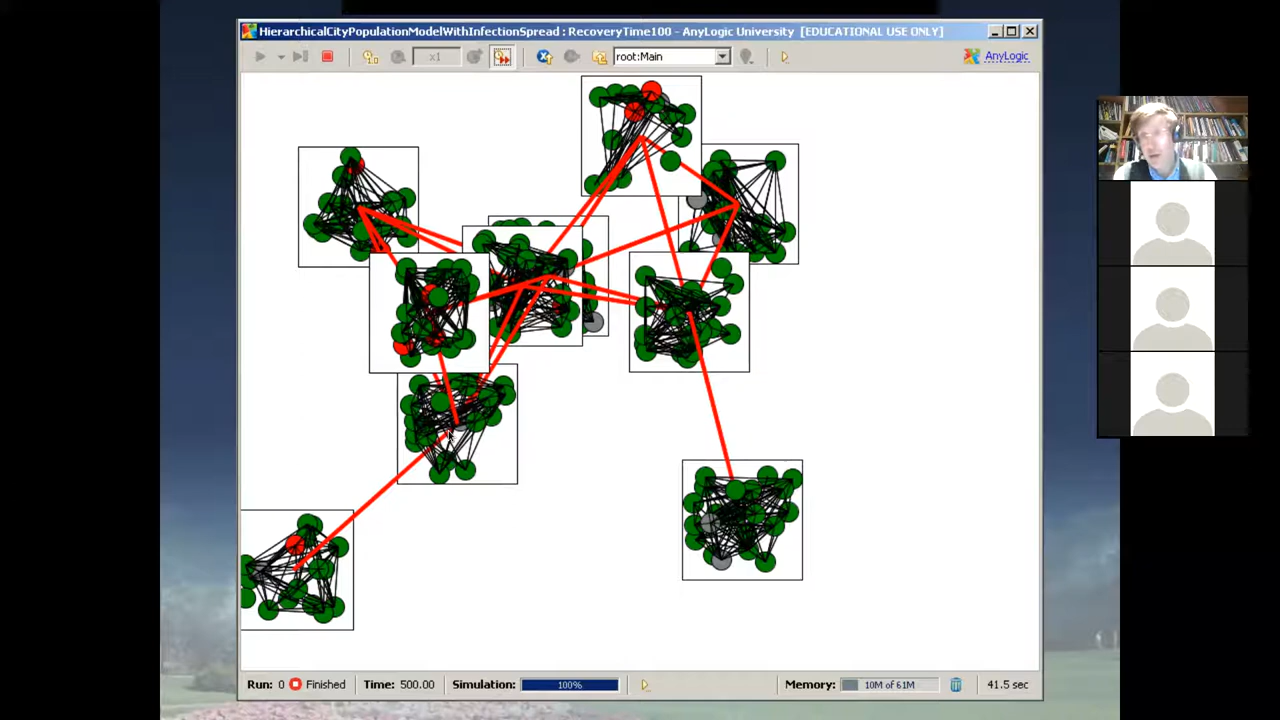 HierarchicalCityPopulationModelWithInfectionSpread : RecoveryTime100 - AnyLogic University [EDUCATIONAL USE ONLY]
x1 root:Main AnyLogic
Run: 0 Finished Time: 500.00 Simulation: 100% Memory: 10M of 61M 41.5 sec